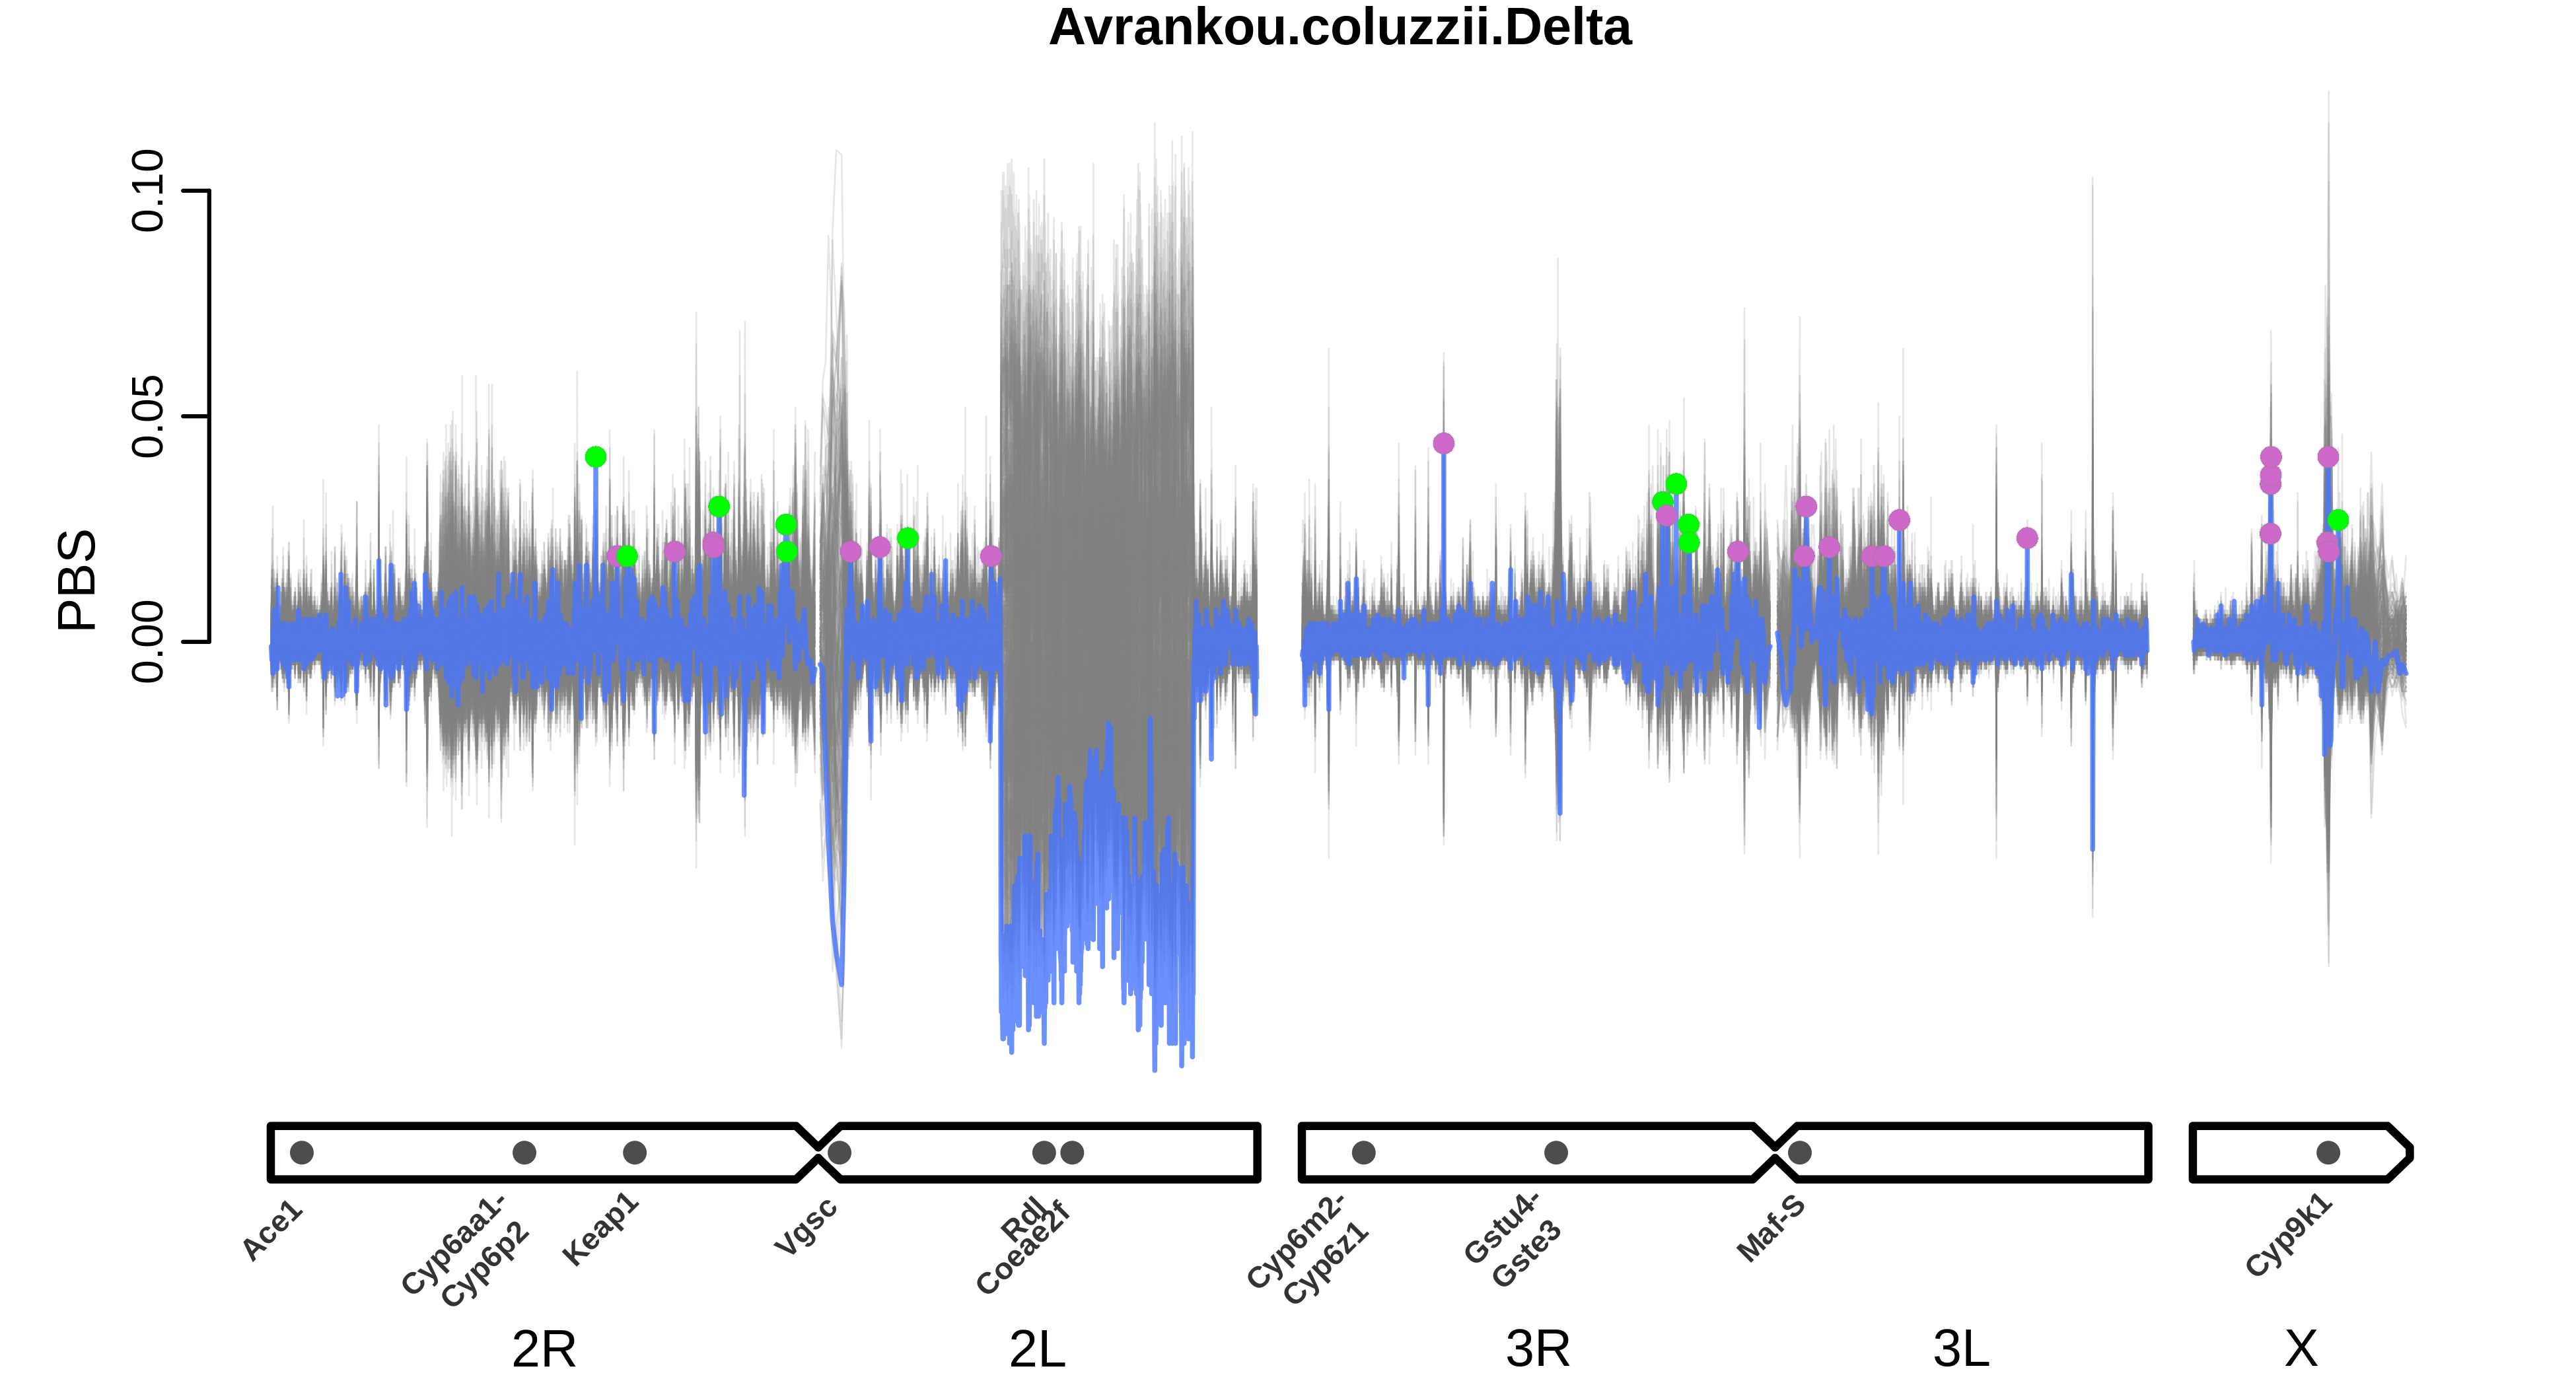 Avrankou.coluzzii.Delta
PBS
0.10
0.05
0.00
Ace1
Cyp6aa1-
Cyp6p2
Keap1
Vgsc
Rdl
Coeae2f
Cyp6m2-
Cyp6z1
Gstu4-
Gste3
Maf-S
Cyp9k1
2R
2L
3R
3L
X